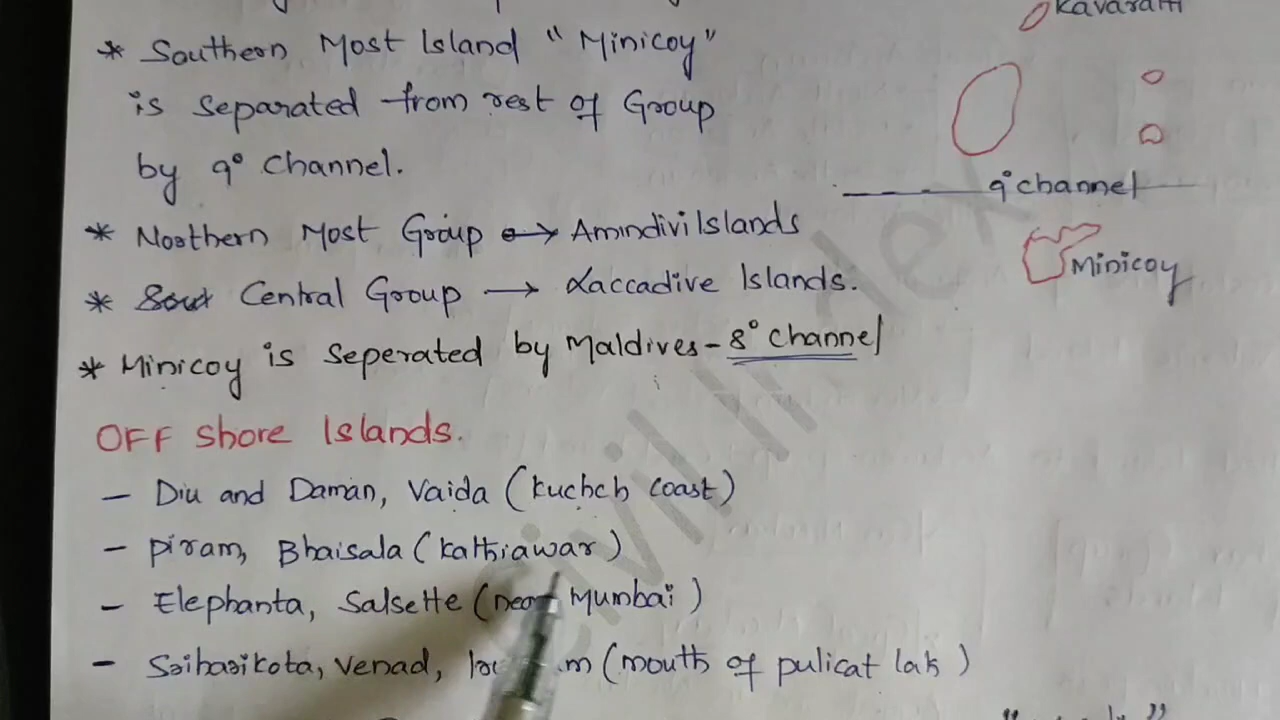 Kavaratti
* Southern Most Island "Minicoy"
is separated from rest of Group
by 9° Channel.
9° channel
* Northern Most Group → Amindivi Islands
Minicoy
* Sout Central Group → Laccadive Islands.
* Minicoy is seperated by Maldives - 8° Channel
OFF Shore Islands.
- Diu and Daman, Vaida (Kuchch coast)
- Piram, Bhaisala (Kathiawar)
- Elephanta, Salsette (near Mumbai)
- Sriharikota, Venad, (mouth of pulicat lak)
Civil Index